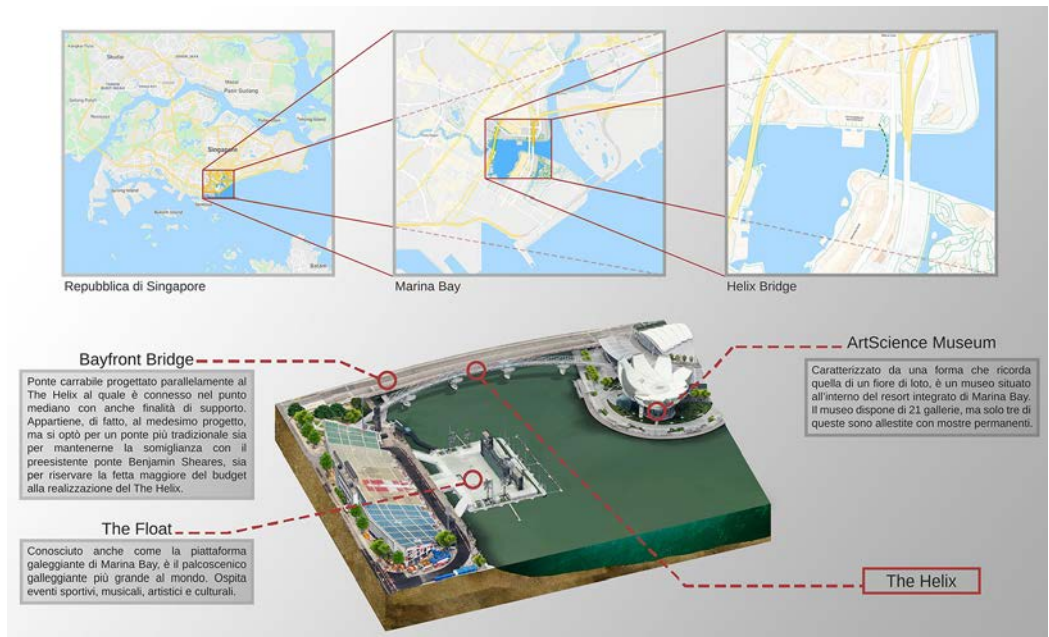 Skudai
Masai
Pasir Gudang
Singapore
Repubblica di Singapore
Marina Bay
Helix Bridge
Bayfront Bridge
Ponte carrabile progettato parallelamente al
The Helix al quale è connesso nel punto
mediano con anche finalità di supporto.
Appartiene, di fatto, al medesimo progetto,
ma si optò per un ponte più tradizionale sia
per mantenerne la somiglianza con il
preesistente ponte Benjamin Sheares, sia
per riservare la fetta maggiore del budget
alla realizzazione del The Helix.
The Float
Conosciuto anche come la piattaforma
galeggiante di Marina Bay, è il palcoscenico
galleggiante più grande al mondo. Ospita
eventi sportivi, musicali, artistici e culturali.
ArtScience Museum
Caratterizzato da una forma che ricorda
quella di un fiore di loto, è un museo situato
all'interno del resort integrato di Marina Bay.
Il museo dispone di 21 gallerie, ma solo tre di
queste sono allestite con mostre permanenti.
The Helix